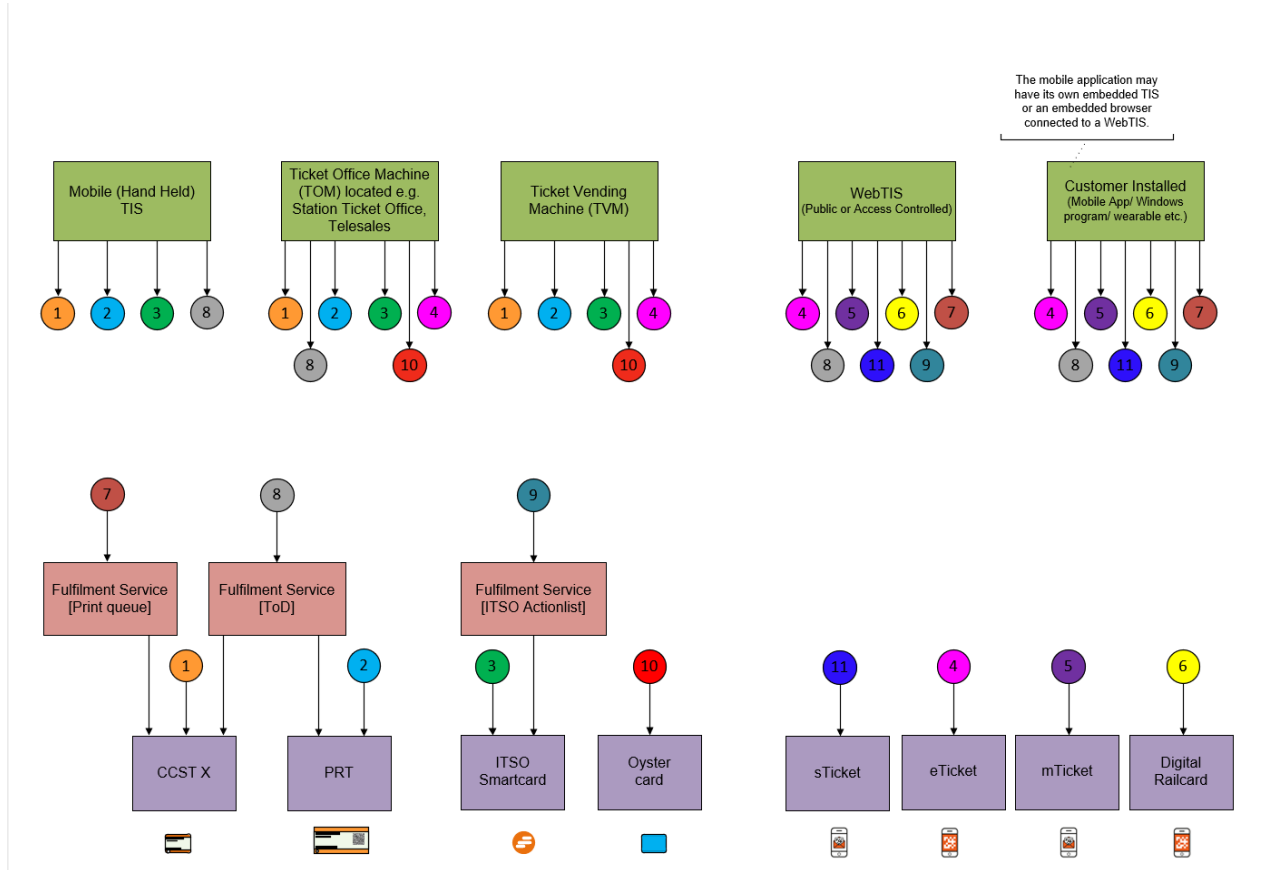 The mobile application may
have its own embedded TIS
or an embedded browser
connected to a WebTIS.
Mobile (Hand Held)
TIS
Ticket Office Machine
(TOM) located e.g.
Station Ticket Office,
Telesales
Ticket Vending
Machine (TVM)
WebTIS
(Public or Access Controlled)
Customer Installed
(Mobile App/ Windows
program/ wearable etc.)
1 2 3 8
1 2 3 4
8 10
1 2 3 4
10
4 5 6 7
8 11 9
4 5 6 7
8 11 9
7
8
9
Fulfilment Service
[Print queue]
Fulfilment Service
[ToD]
Fulfilment Service
[ITSO Actionlist]
1
2
3
10
11
4
5
6
CCST X
PRT
ITSO
Smartcard
Oyster
card
sTicket
eTicket
mTicket
Digital
Railcard